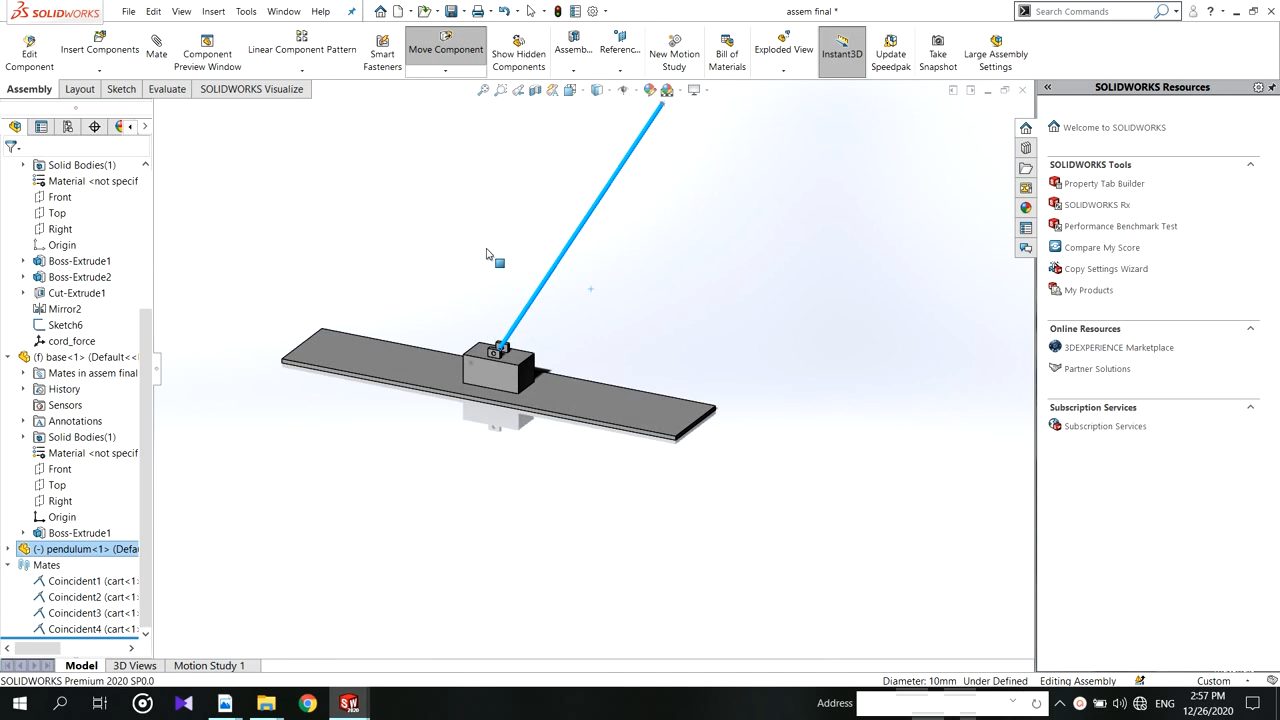 SOLIDWORKS File Edit View Insert Tools Window Help assem final * Search Commands
Edit Component
Insert Components
Mate
Component Preview Window
Linear Component Pattern
Smart Fasteners
Move Component
Show Hidden Components
Assemb...
Referenc...
New Motion Study
Bill of Materials
Exploded View
Instant3D
Update Speedpak
Take Snapshot
Large Assembly Settings
Assembly Layout Sketch Evaluate SOLIDWORKS Visualize
Solid Bodies(1)
Material <not specif
Front
Top
Right
Origin
Boss-Extrude1
Boss-Extrude2
Cut-Extrude1
Mirror2
Sketch6
cord_force
(f) base<1> (Default<<
Mates in assem final
History
Sensors
Annotations
Solid Bodies(1)
Material <not specif
Front
Top
Right
Origin
Boss-Extrude1
(-) pendulum<1> (Defau
Mates
Coincident1 (cart<1>
Coincident2 (cart<1>
Coincident3 (cart<1>
Coincident4 (cart<1>
SOLIDWORKS Resources
Welcome to SOLIDWORKS
SOLIDWORKS Tools
Property Tab Builder
SOLIDWORKS Rx
Performance Benchmark Test
Compare My Score
Copy Settings Wizard
My Products
Online Resources
3DEXPERIENCE Marketplace
Partner Solutions
Subscription Services
Subscription Services
Model 3D Views Motion Study 1
SOLIDWORKS Premium 2020 SP0.0 Diameter: 10mm Under Defined Editing Assembly Custom
Address ENG 2:57 PM
12/26/2020